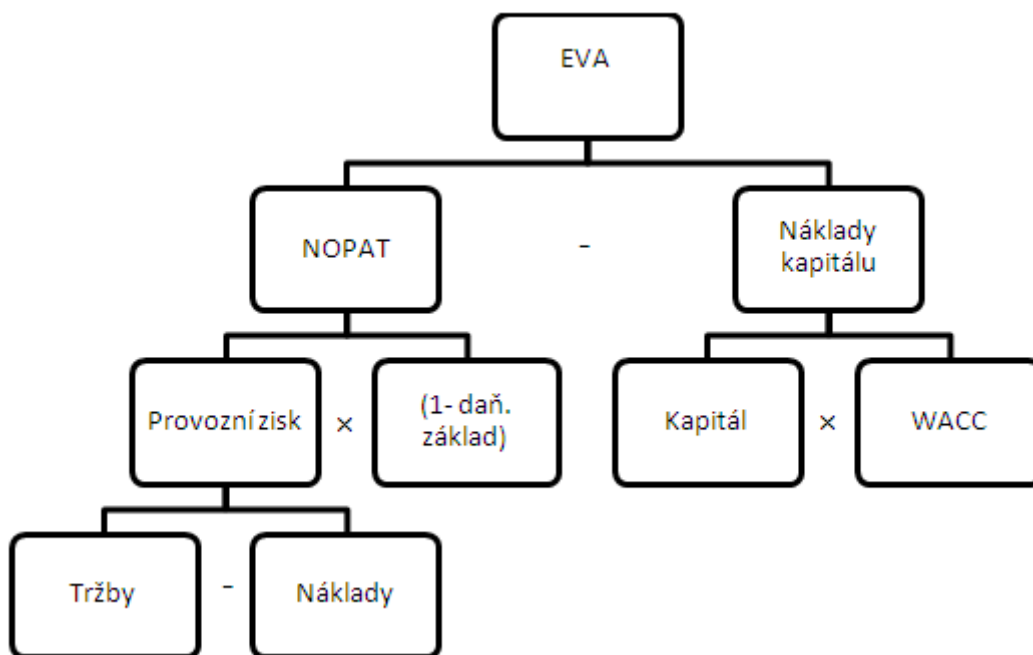 EVA
NOPAT
-
Náklady
kapitálu
Provozní zisk
×
(1- daň.
základ)
Kapitál
×
WACC
Tržby
-
Náklady